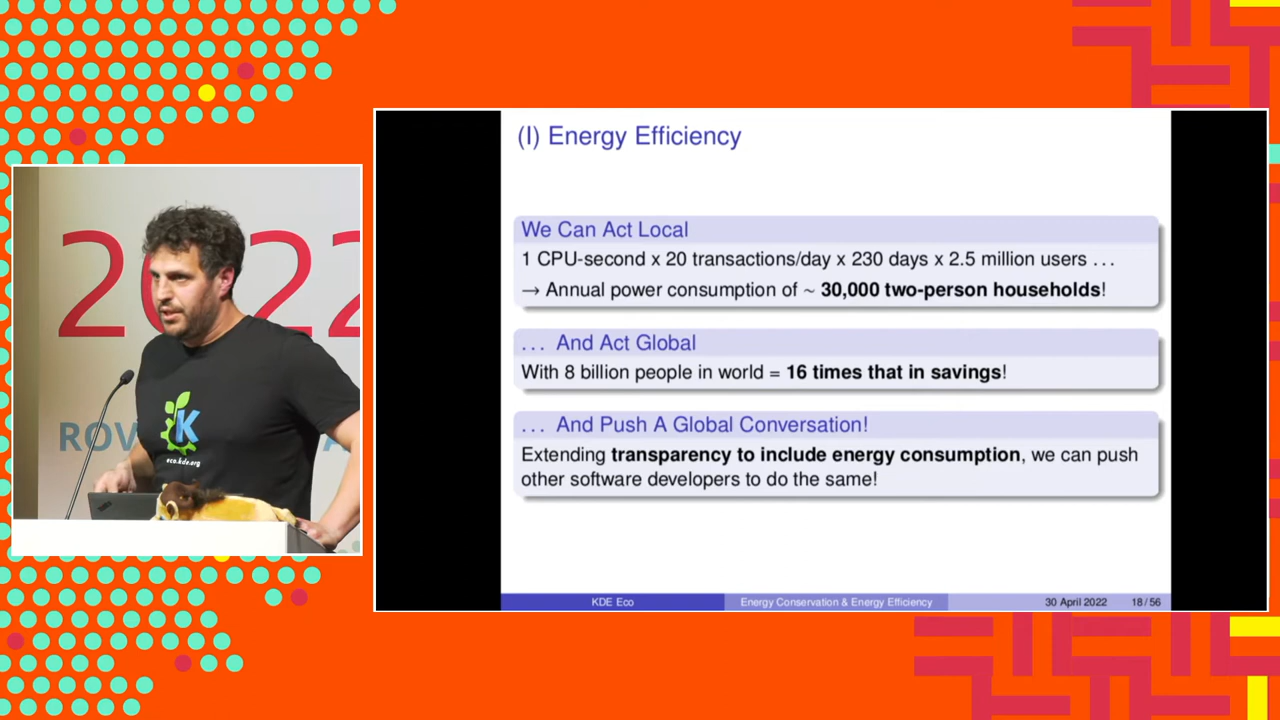 2022
ROV
K
eco.kde.org
(I) Energy Efficiency
We Can Act Local
1 CPU-second x 20 transactions/day x 230 days x 2.5 million users ...
→ Annual power consumption of ~ 30,000 two-person households!
... And Act Global
With 8 billion people in world = 16 times that in savings!
... And Push A Global Conversation!
Extending transparency to include energy consumption, we can push
other software developers to do the same!
KDE Eco
Energy Conservation & Energy Efficiency
30 April 2022 18/56